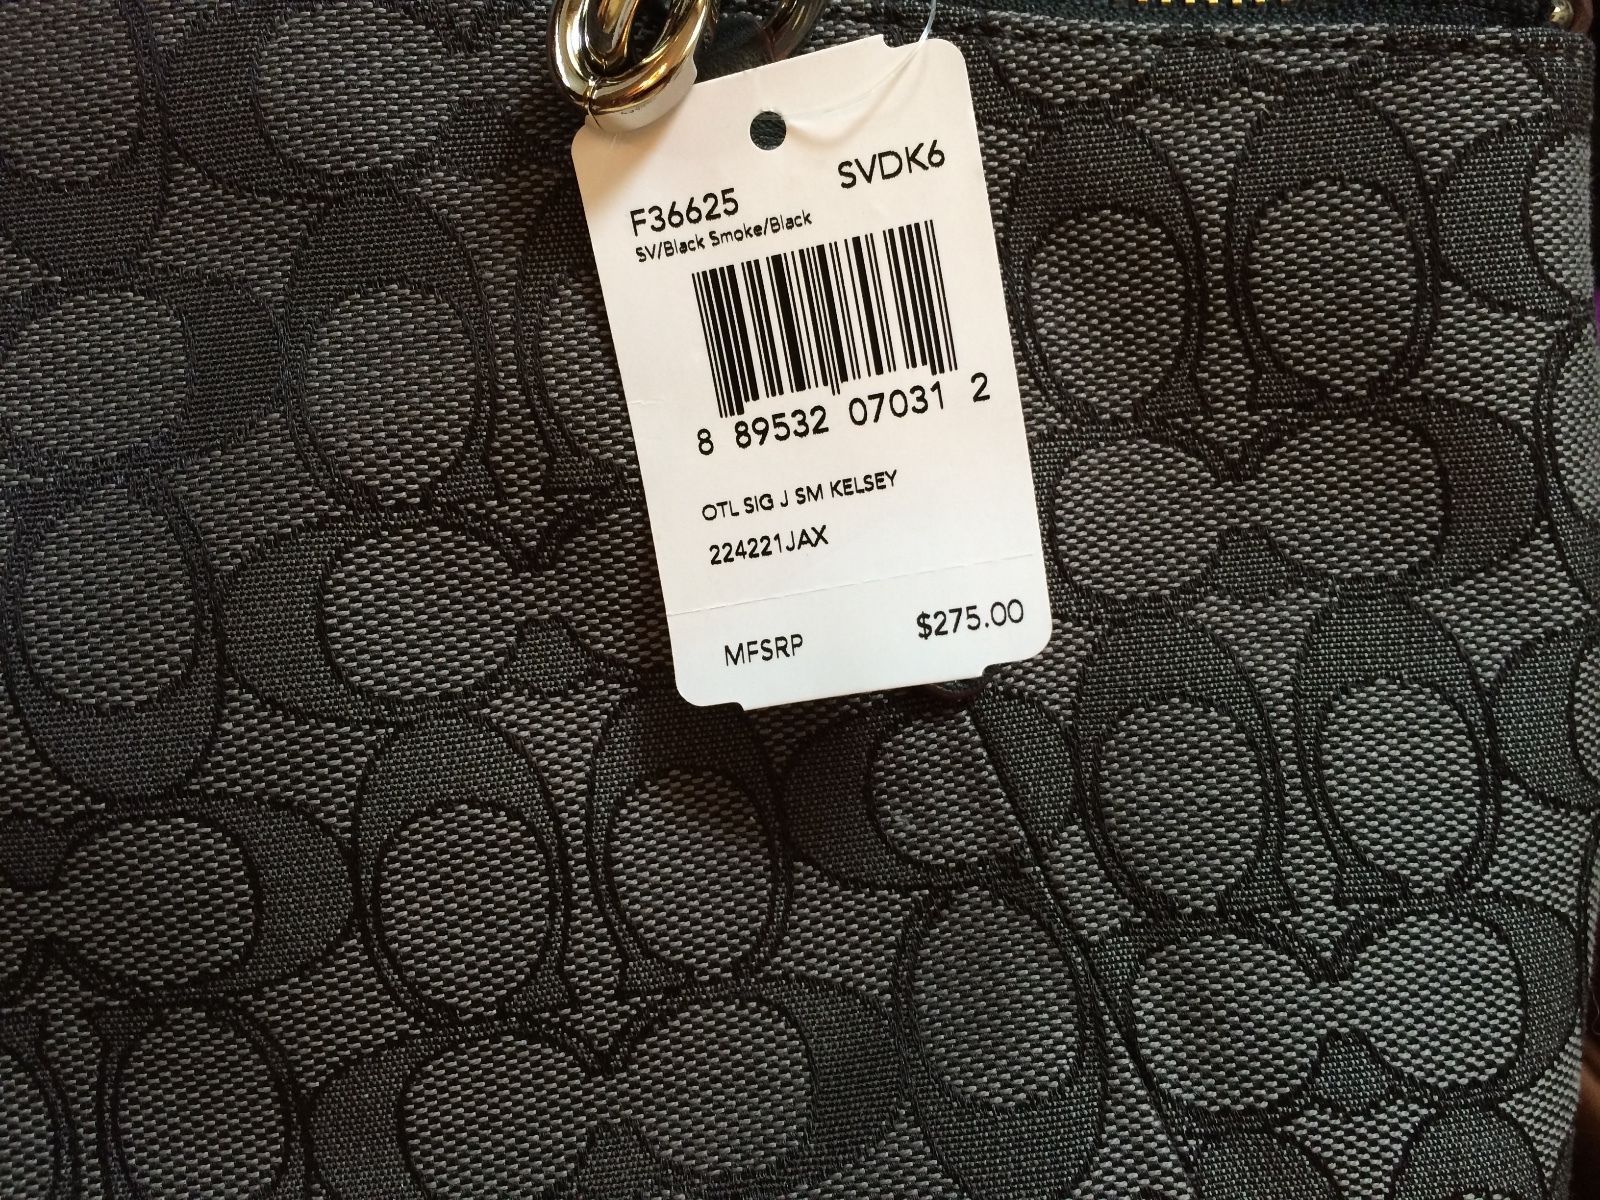 SVDK6
F36625
SV/Black Smoke/Black
8 89532 07031 2
OTL SIG J SM KELSEY
224221JAX
MFSRP $275.00